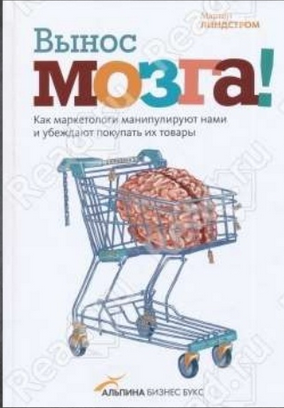 Мартин
ЛИНДСТРОМ
Вынос
мозга!
Как маркетологи манипулируют нами
и убеждают покупать их товары
АЛЬПИНА БИЗНЕС БУКС